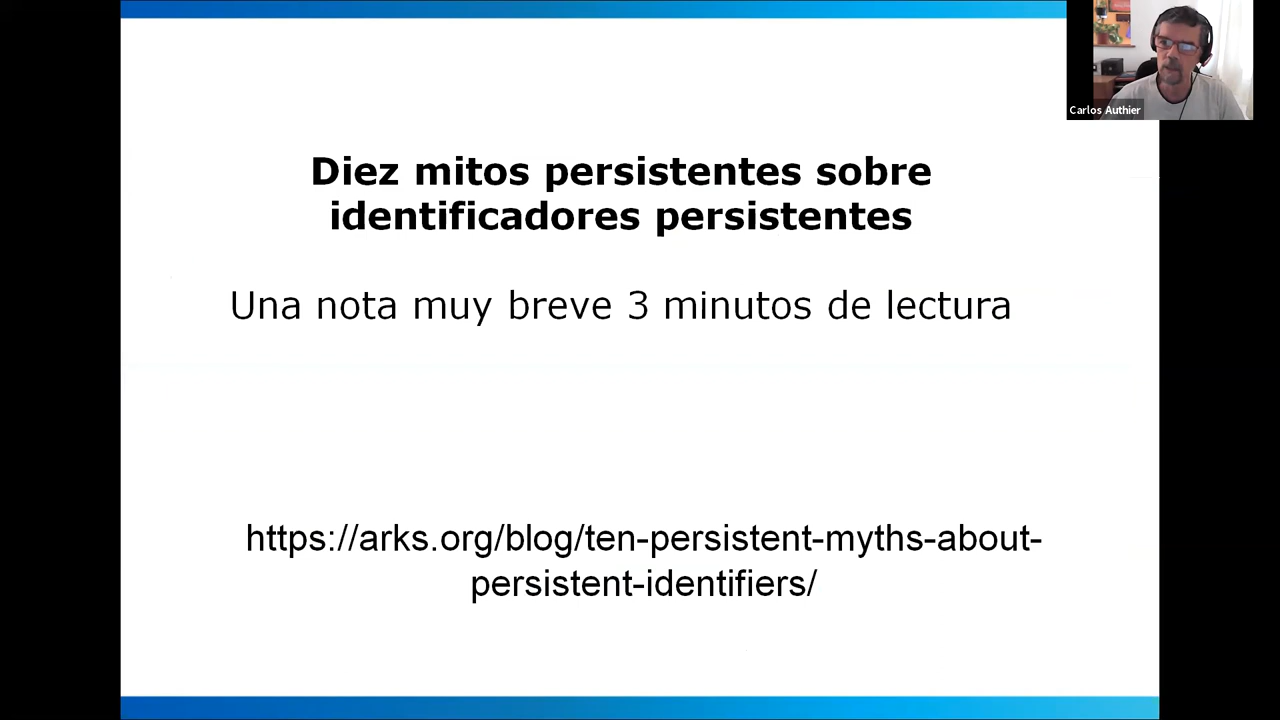 Carlos Authier
Diez mitos persistentes sobre
identificadores persistentes
Una nota muy breve 3 minutos de lectura
https://arks.org/blog/ten-persistent-myths-about-
persistent-identifiers/